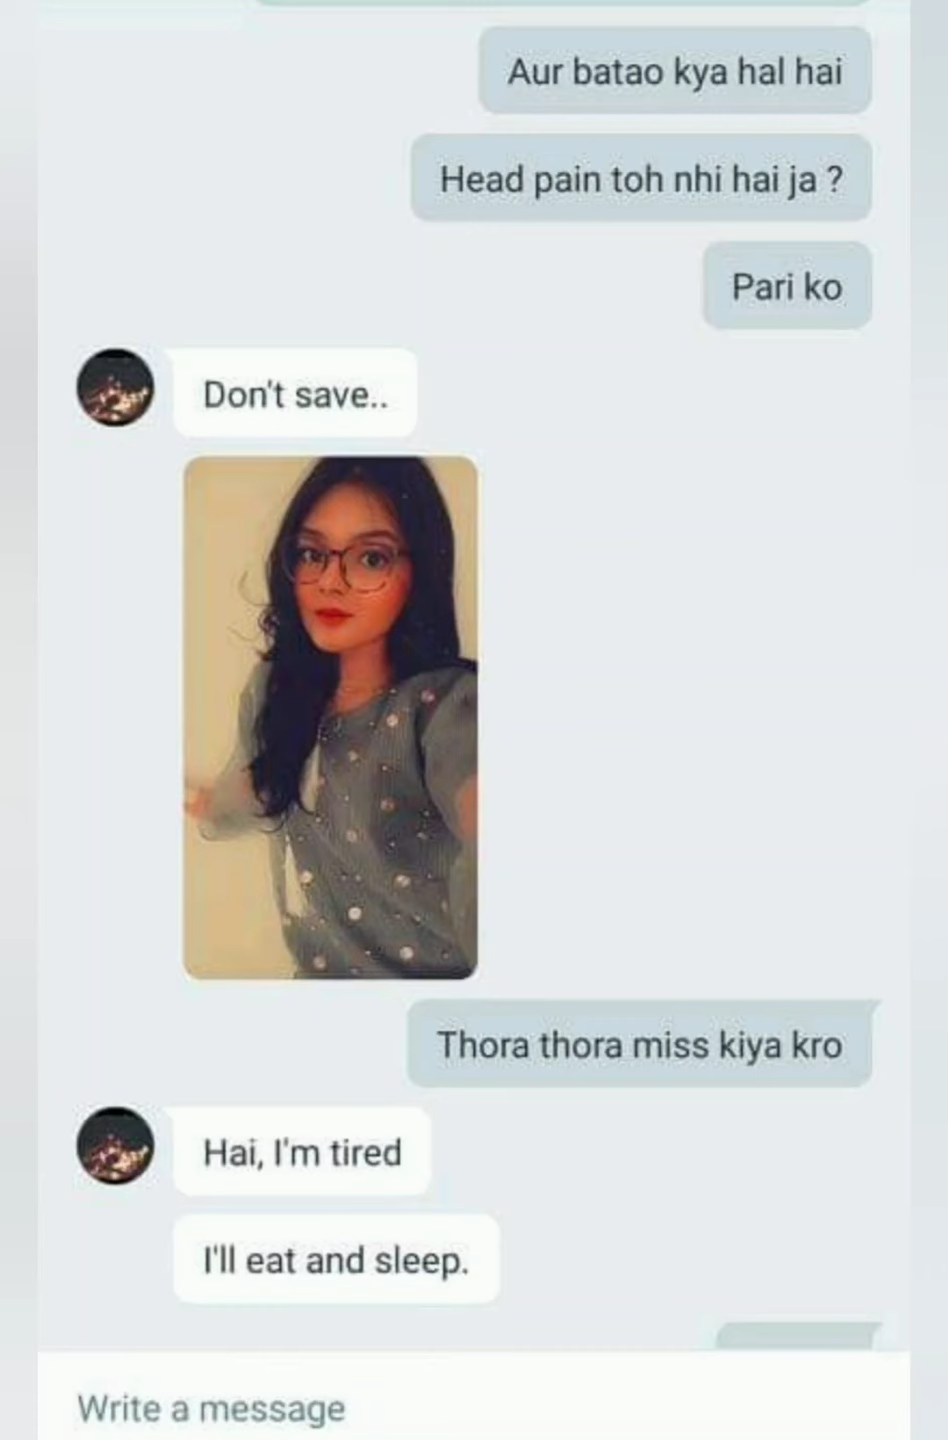 Aur batao kya hal hai
Head pain toh nhi hai ja ?
Pari ko
Don't save..
Thora thora miss kiya kro
Hai, I'm tired
I'll eat and sleep.
Write a message